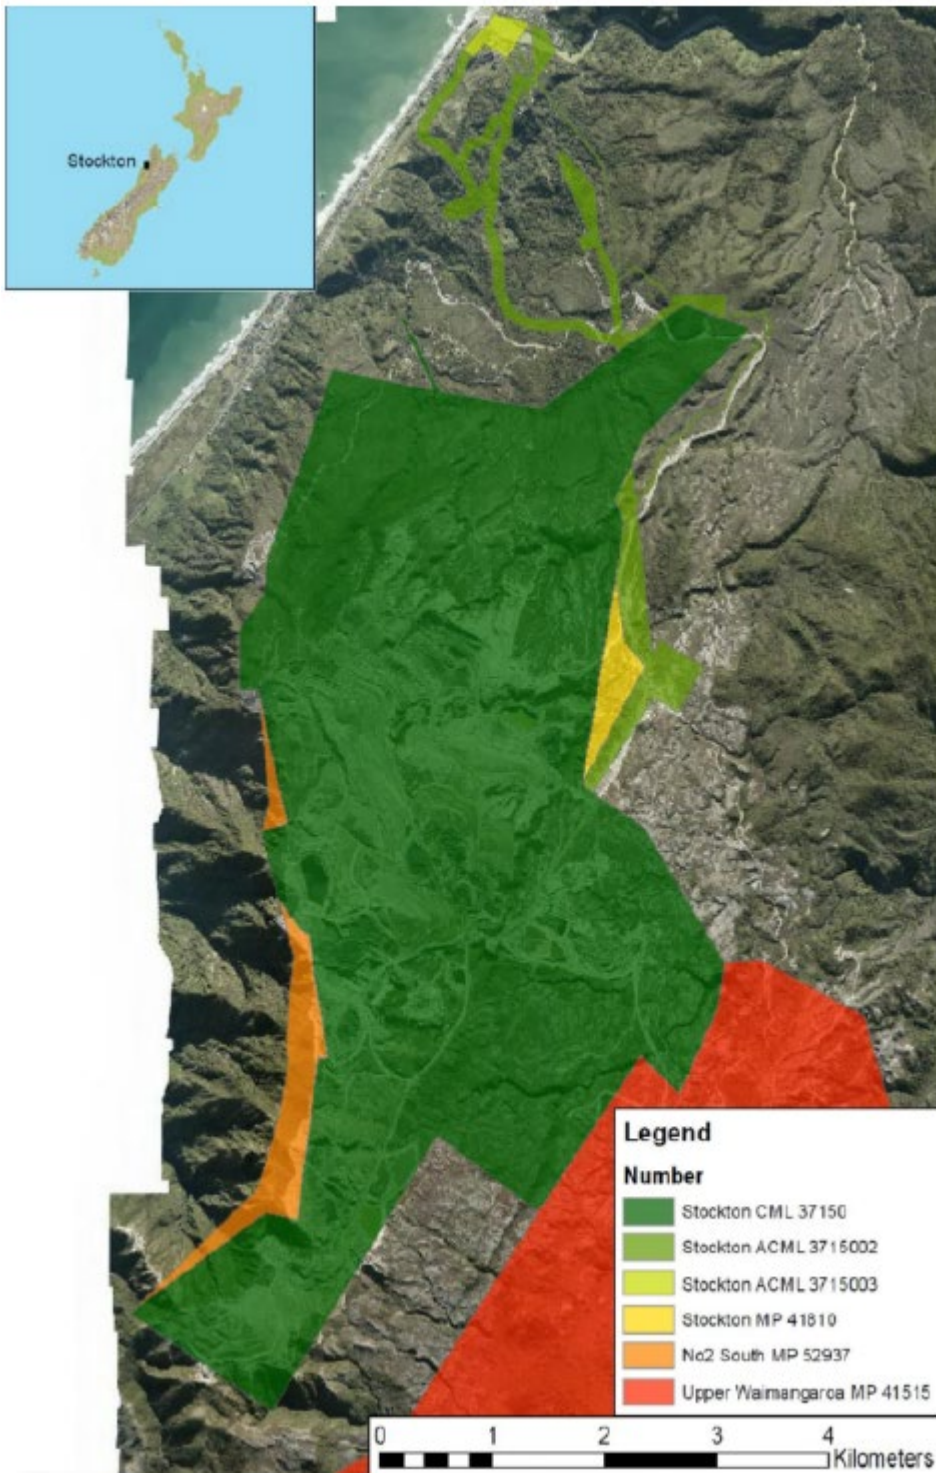 Stockton
Legend
Number
Stockton CML 37150
Stockton ACML 3715002
Stockton ACML 3715003
Stockton MP 41810
No2 South MP 52937
Upper Waimangaroa MP 41515
0 1 2 3 4
Kilometers